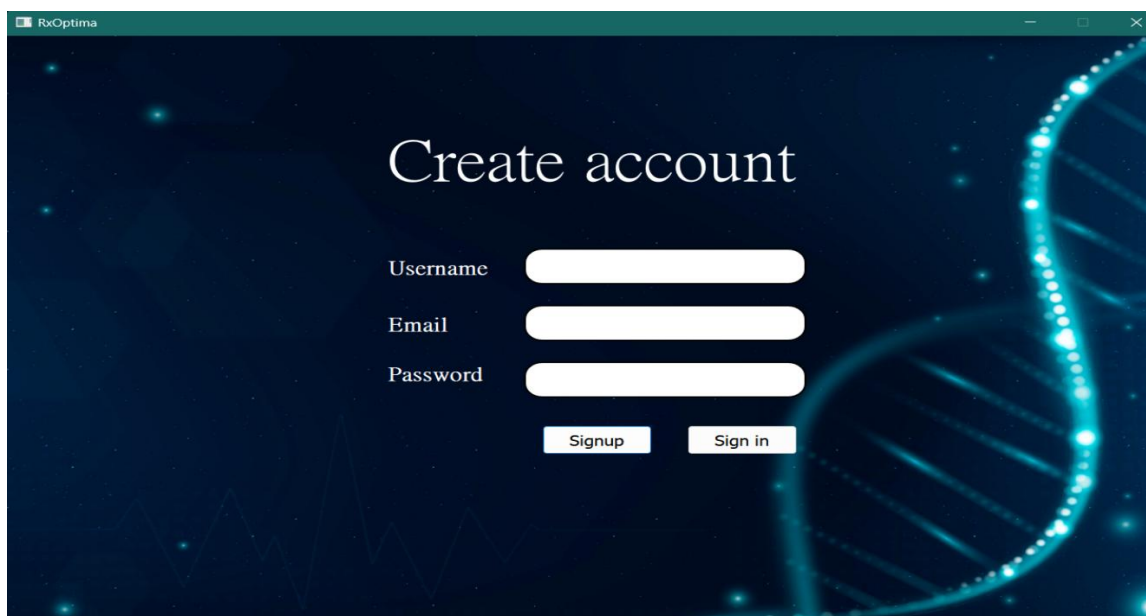 RxOptima
Create account
Username
Email
Password
Signup Sign in